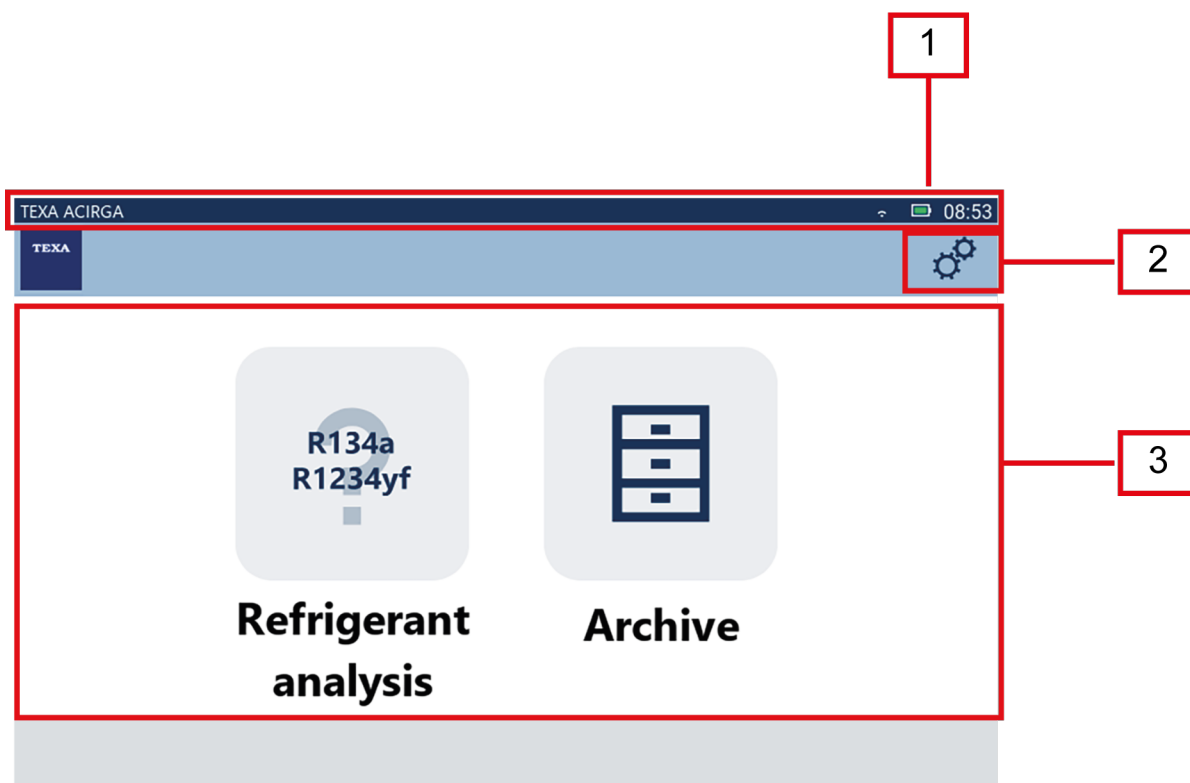 1
TEXA ACIRGA 08:53
TEXA
2
R134a
R1234yf
3
Refrigerant
analysis
Archive